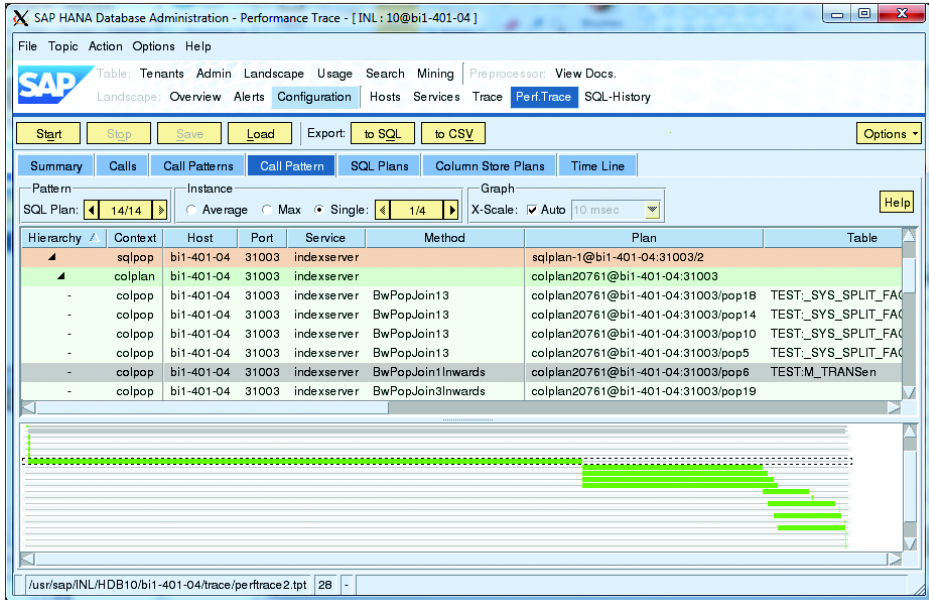 SAP HANA Database Administration - Performance Trace - [ INL : 10@bi1-401-04 ]
File Topic Action Options Help
SAP Table: Tenants Admin Landscape Usage Search Mining Preprocessor: View Docs.
Landscape: Overview Alerts Configuration Hosts Services Trace Perf.Trace SQL-History
Start Stop Save Load Export: to SQL to CSV Options
Summary Calls Call Patterns Call Pattern SQL Plans Column Store Plans Time Line
Pattern Instance Graph
SQL Plan: 14/14 Average Max Single: 1/4 X-Scale: Auto 10 msec Help
Hierarchy Context Host Port Service Method Plan Table
sqlpop bi1-401-04 31003 indexserver sqlplan-1@bi1-401-04:31003/2
colplan bi1-401-04 31003 indexserver colplan20761@bi1-401-04:31003
- colpop bi1-401-04 31003 indexserver BwPopJoin13 colplan20761@bi1-401-04:31003/pop18 TEST:_SYS_SPLIT_FA
- colpop bi1-401-04 31003 indexserver BwPopJoin13 colplan20761@bi1-401-04:31003/pop14 TEST:_SYS_SPLIT_FA
- colpop bi1-401-04 31003 indexserver BwPopJoin13 colplan20761@bi1-401-04:31003/pop10 TEST:_SYS_SPLIT_FA
- colpop bi1-401-04 31003 indexserver BwPopJoin13 colplan20761@bi1-401-04:31003/pop5 TEST:_SYS_SPLIT_FA
- colpop bi1-401-04 31003 indexserver BwPopJoin1Inwards colplan20761@bi1-401-04:31003/pop6 TEST:M_TRANSen
- colpop bi1-401-04 31003 indexserver BwPopJoin3Inwards colplan20761@bi1-401-04:31003/pop19
/usr/sap/INL/HDB10/bi1-401-04/trace/perftrace2.tpt 28 -